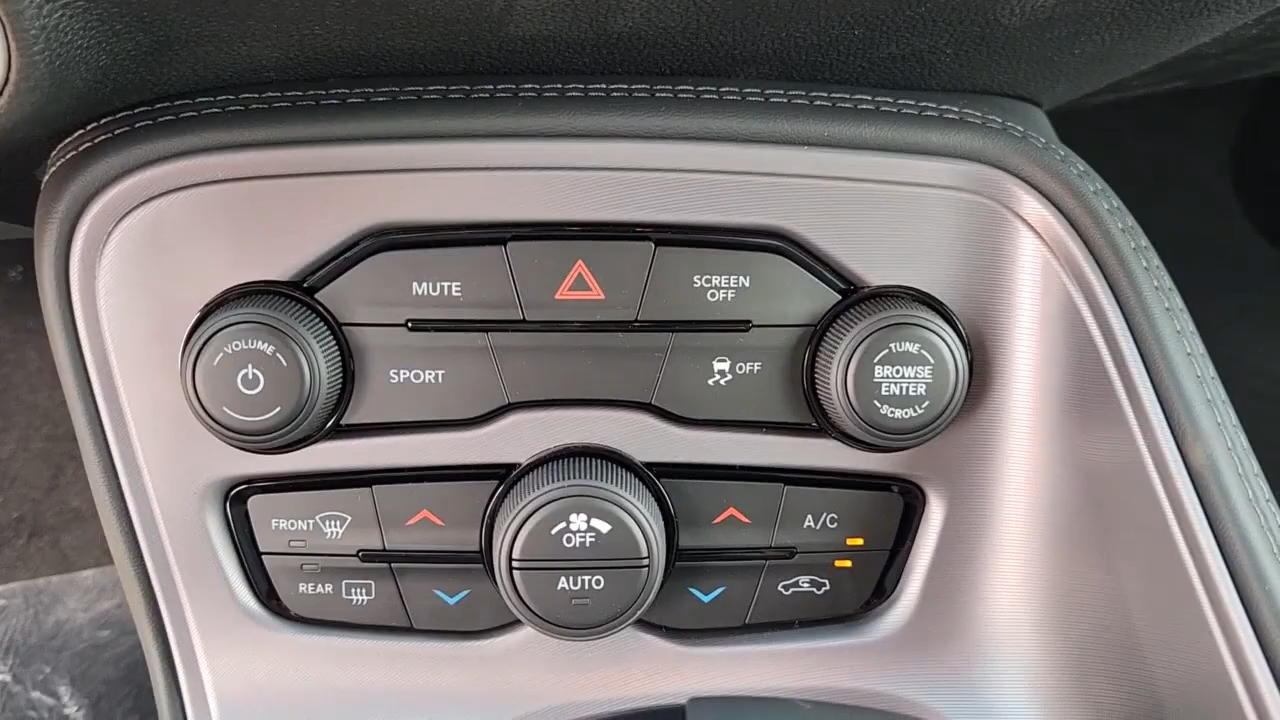 MUTE
SCREEN
OFF
VOLUME
SPORT
OFF
TUNE
BROWSE
ENTER
SCROLL
FRONT
OFF
A/C
REAR
AUTO